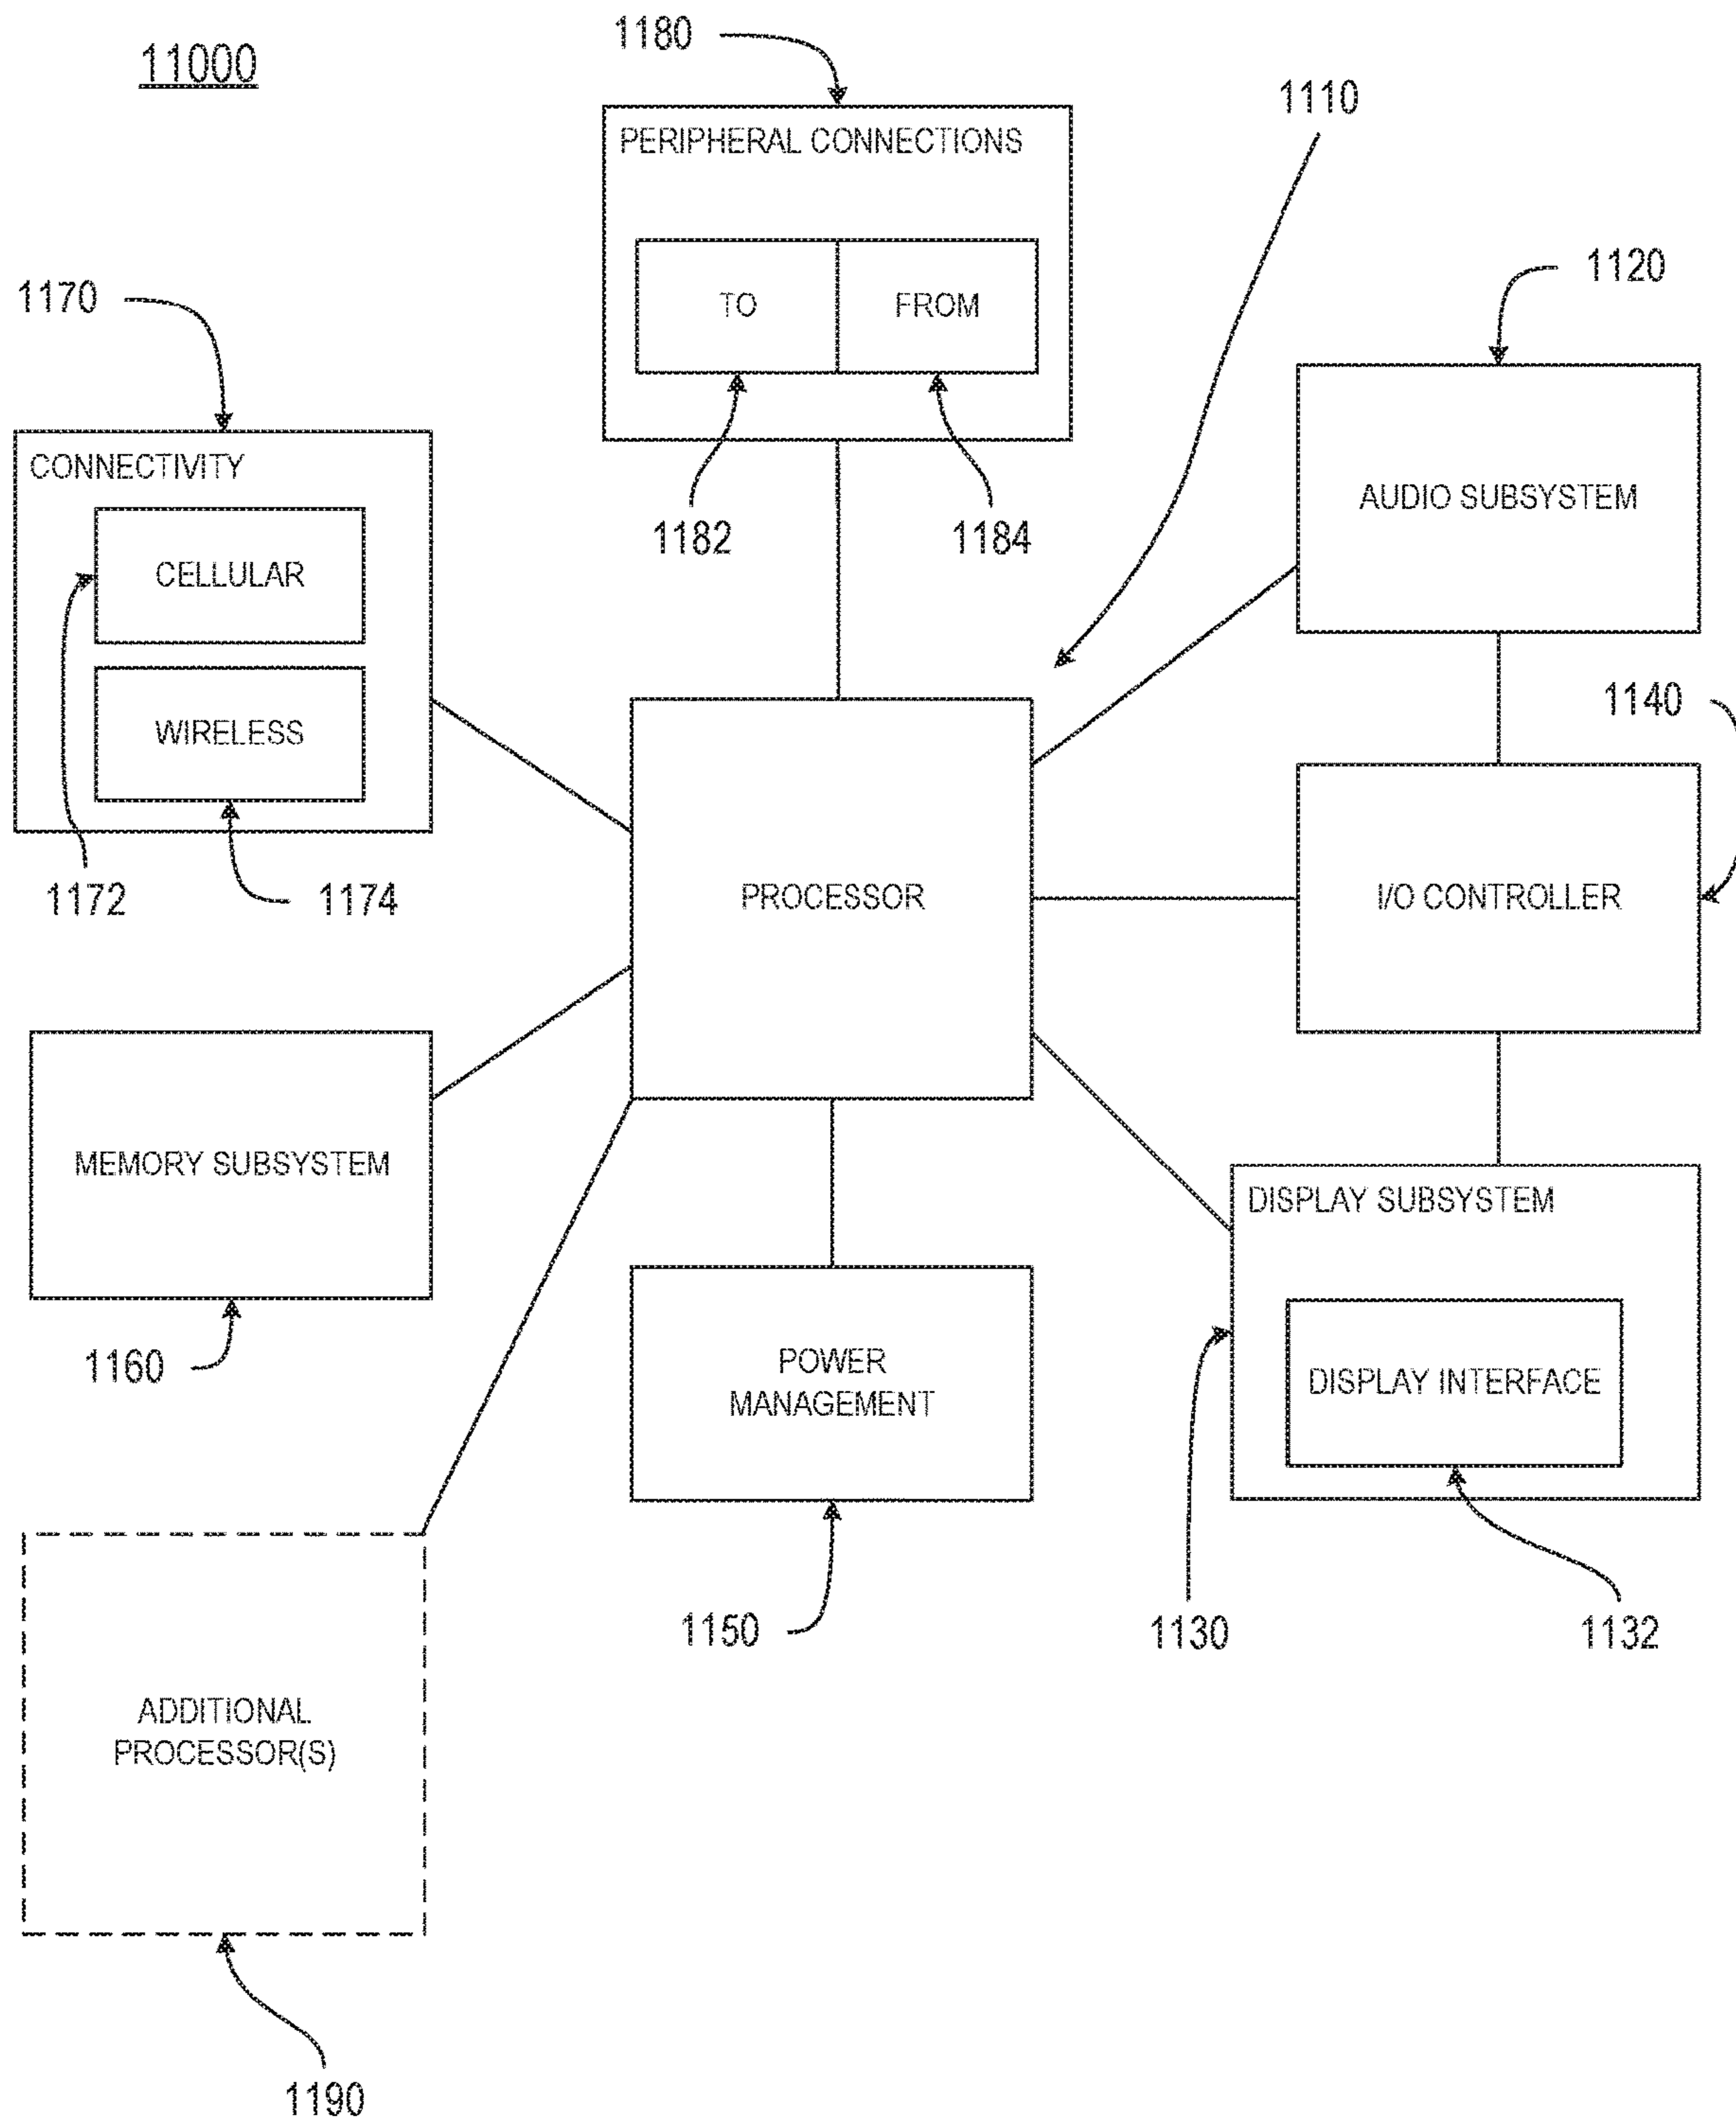 11000
1180
1110
PERIPHERAL CONNECTIONS
TO
FROM
1182
1184
1120
AUDIO SUBSYSTEM
1170
CONNECTIVITY
CELLULAR
WIRELESS
1172
1174
1140
PROCESSOR
I/O CONTROLLER
MEMORY SUBSYSTEM
1160
POWER
MANAGEMENT
1150
DISPLAY SUBSYSTEM
DISPLAY INTERFACE
1130
1132
ADDITIONAL
PROCESSOR(S)
1190